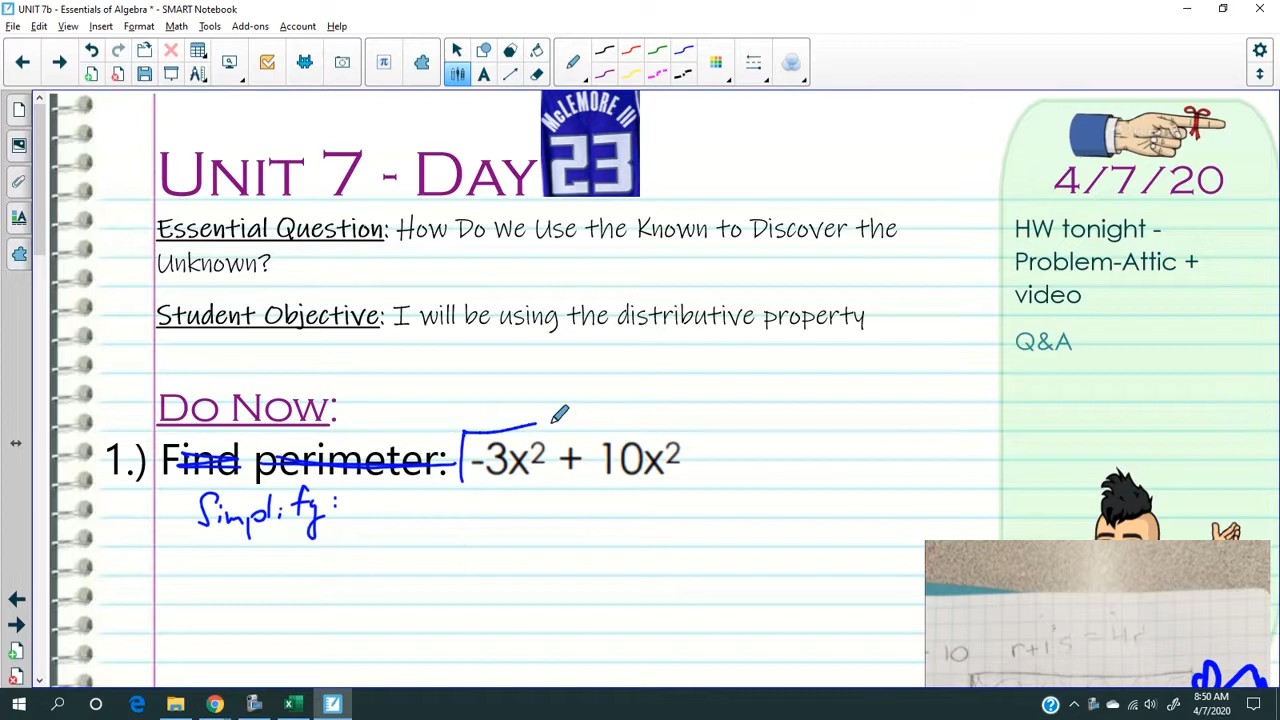 UNIT 7b - Essentials of Algebra * - SMART Notebook
File Edit View Insert Format Math Tools Add-ons Account Help
McLEMORE III
UNIT 7 - DAY 23
4/7/20
Essential Question: How Do We Use the Known to Discover the
Unknown?
Student Objective: I will be using the distributive property
HW tonight -
Problem-Attic +
video
Q&A
DO NOW:
1.) Find perimeter: -3x² + 10x²
Simplify:
10
8:50 AM
4/7/2020